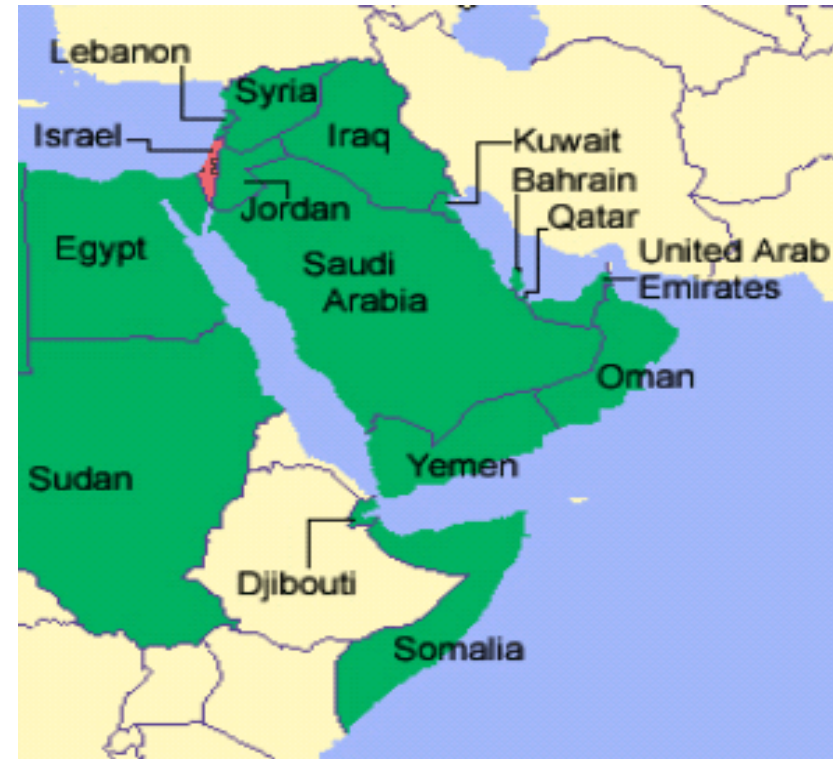 Lebanon
Syria
Israel
Iraq
Kuwait
Bahrain
Jordan
Qatar
Egypt
Saudi
Arabia
United Arab
Emirates
Oman
Yemen
Sudan
Djibouti
Somalia